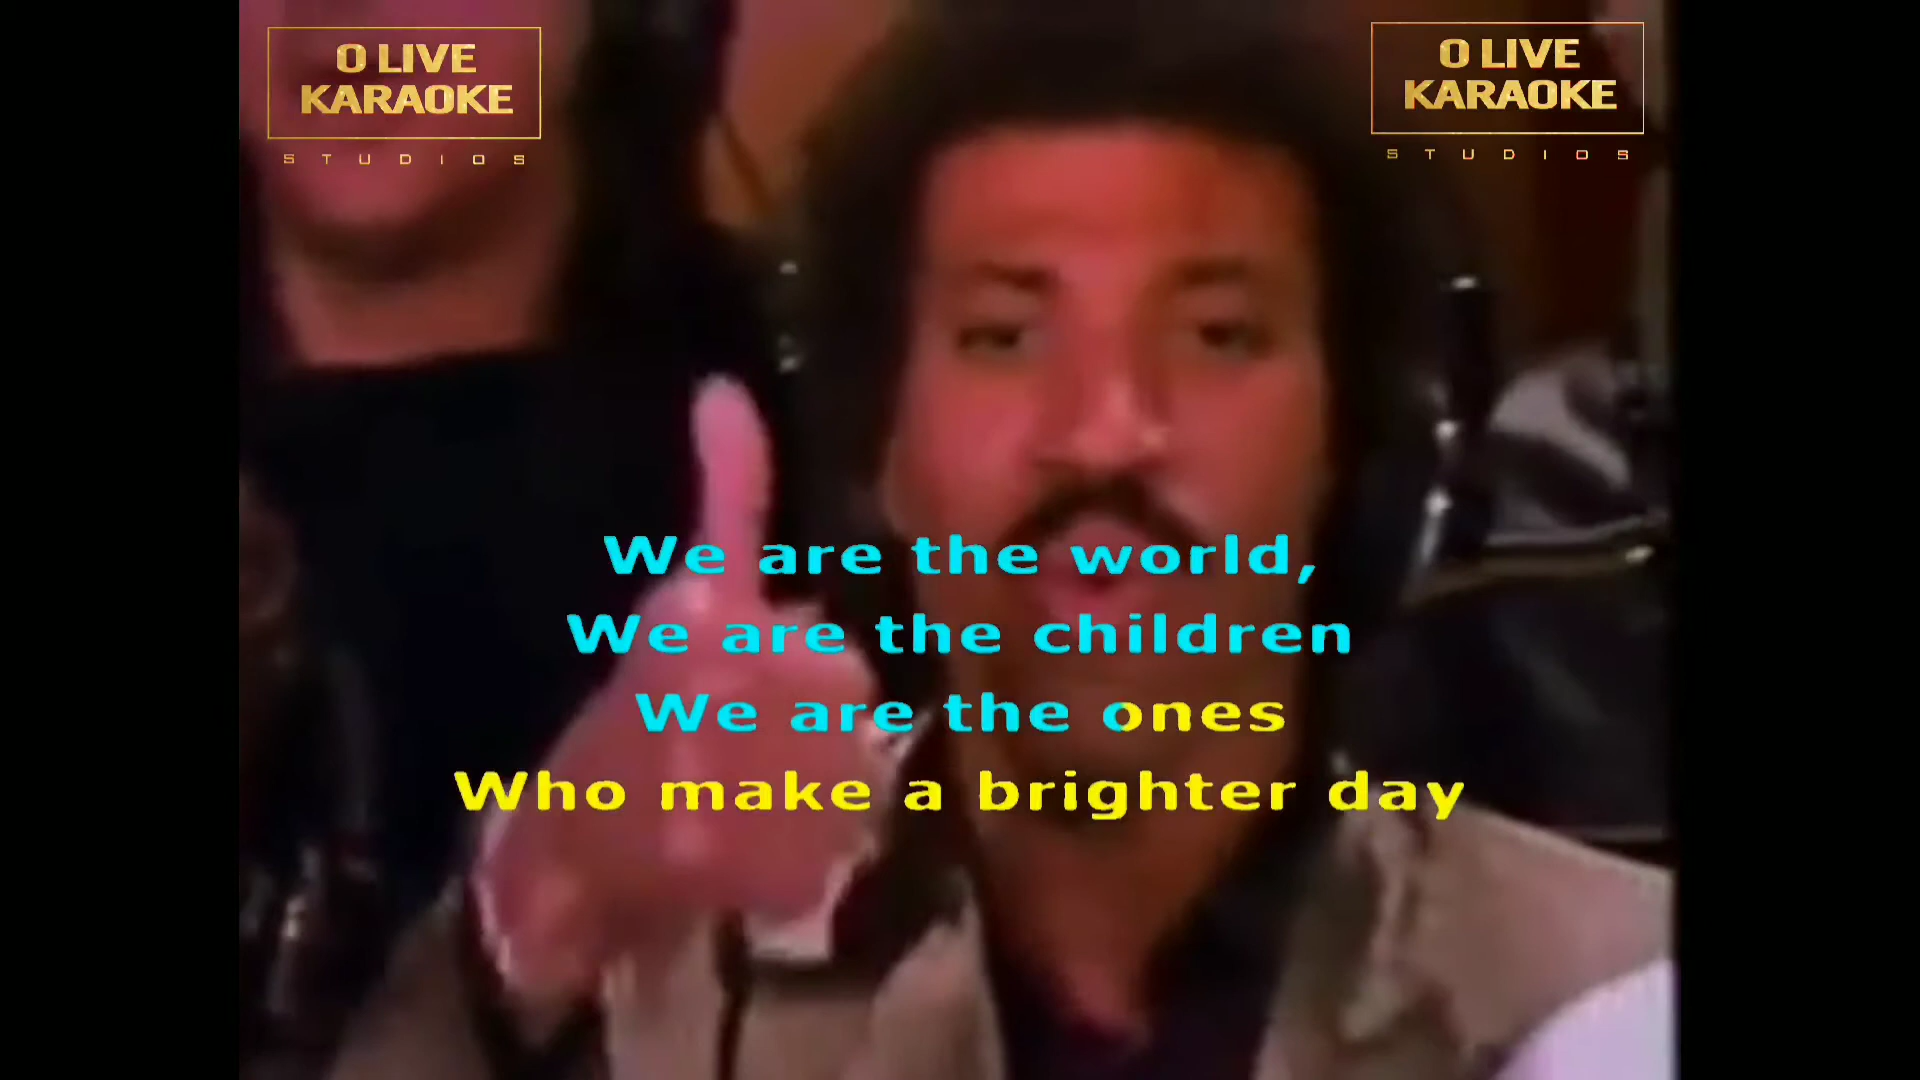 O LIVE
KARAOKE
STUDIOS
O LIVE
KARAOKE
STUDIOS
We are the world,
We are the children
We are the ones
Who make a brighter day